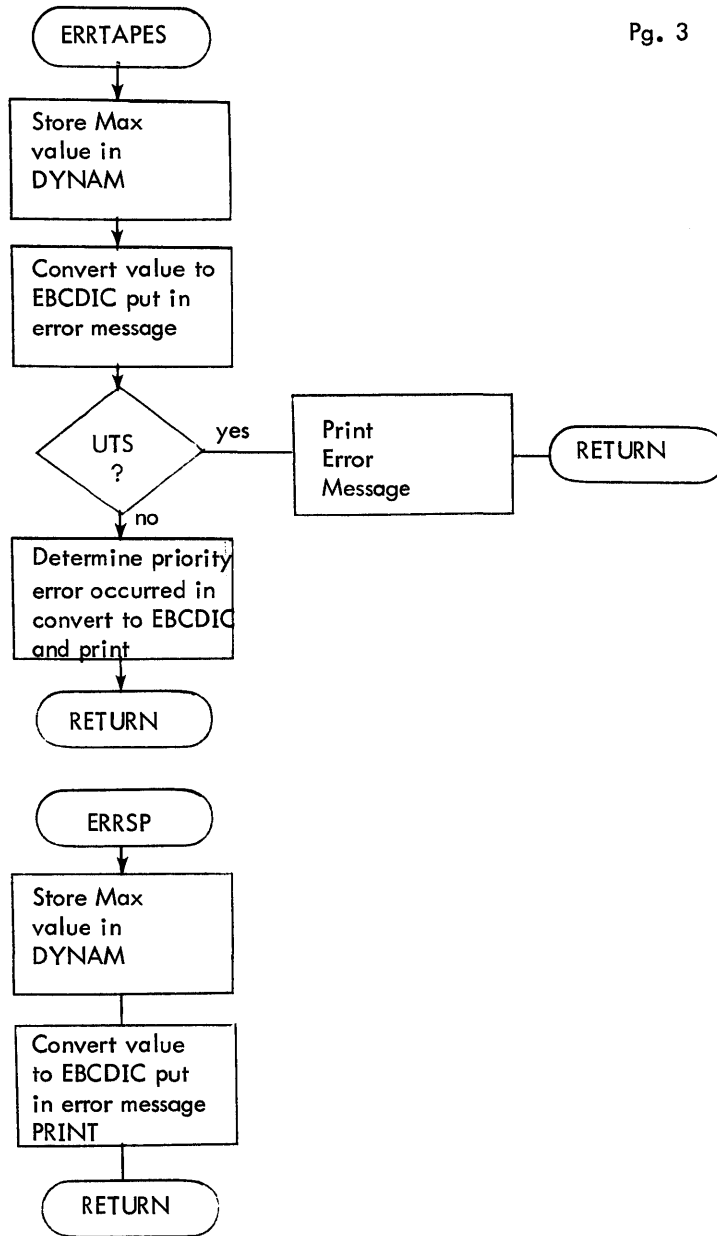 Pg. 3
ERRTAPES
Store Max
value in
DYNAM
Convert value to
EBCDIC put in
error message
UTS
?
yes
Print
Error
Message
RETURN
no
Determine priority
error occurred in
convert to EBCDIC
and print
RETURN
ERRSP
Store Max
value in
DYNAM
Convert value
to EBCDIC put
in error message
PRINT
RETURN